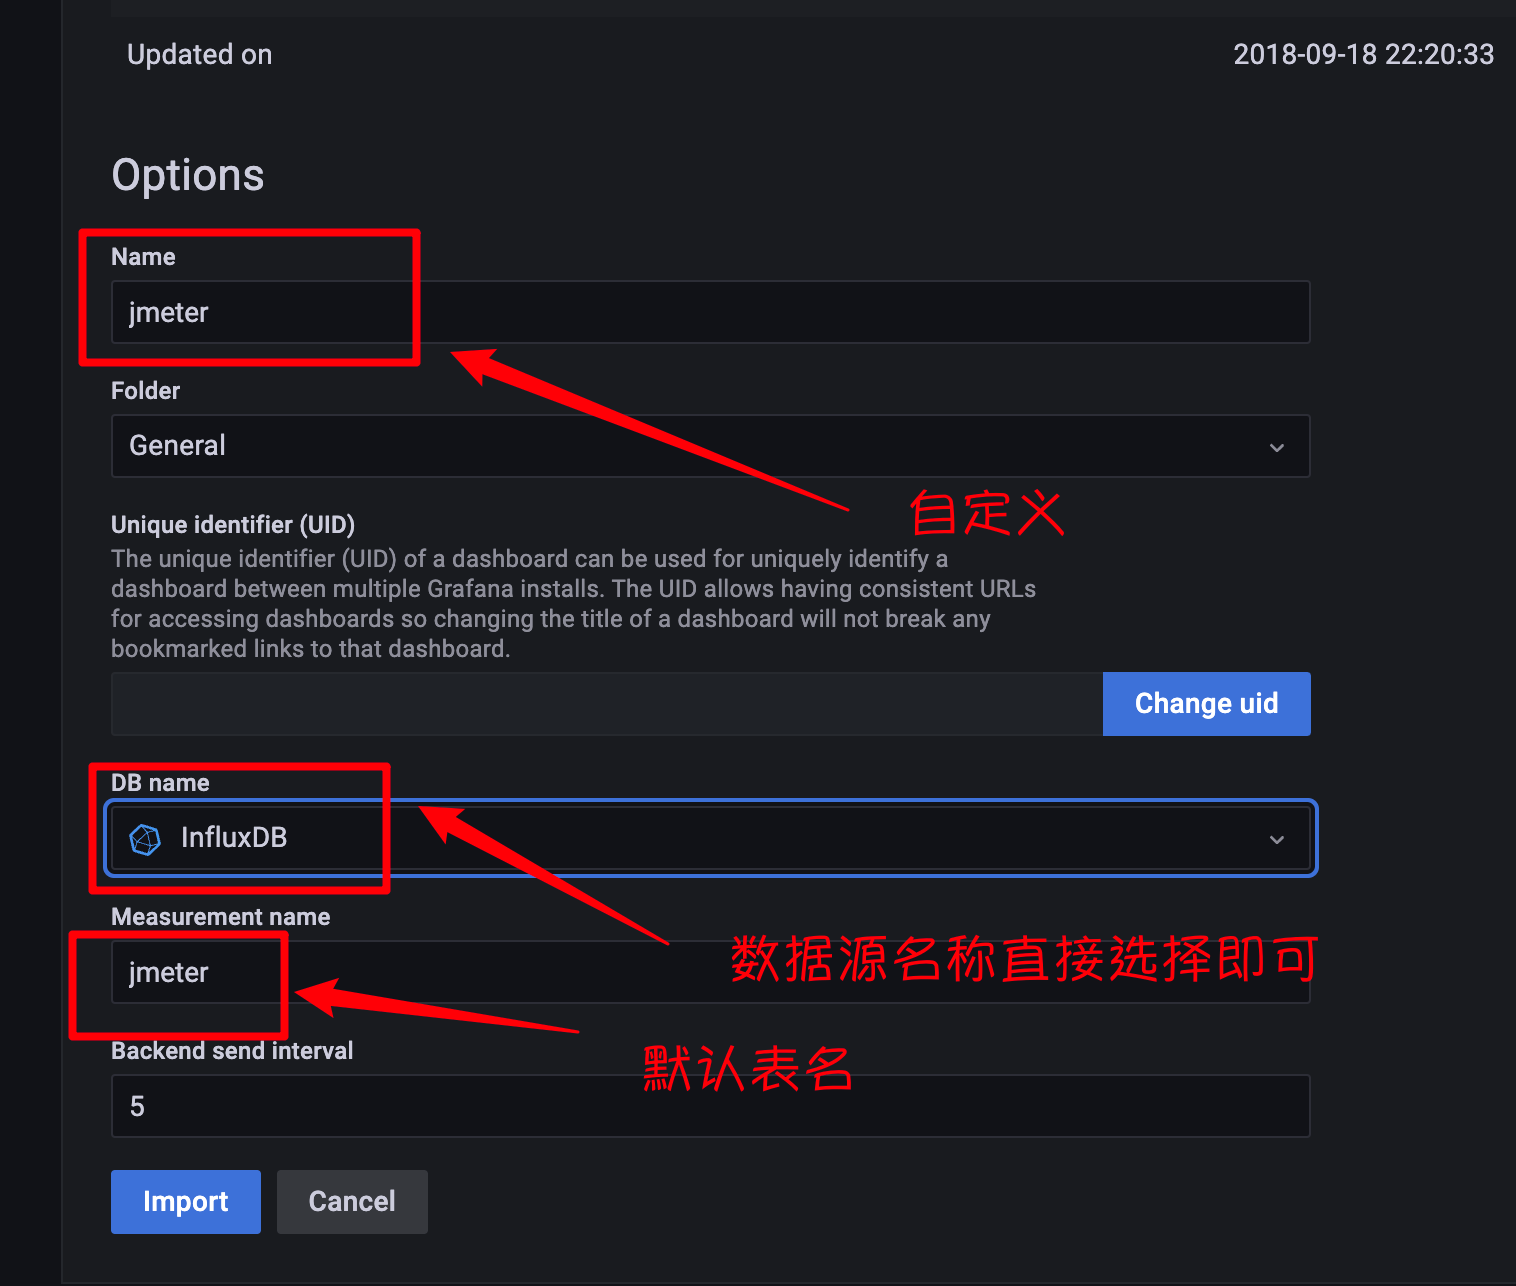 Updated on 2018-09-18 22:20:33
Options
Name
jmeter
Folder
General
自定义
Unique identifier (UID)
The unique identifier (UID) of a dashboard can be used for uniquely identify a
dashboard between multiple Grafana installs. The UID allows having consistent URLs
for accessing dashboards so changing the title of a dashboard will not break any
bookmarked links to that dashboard.
Change uid
DB name
InfluxDB
Measurement name
数据源名称直接选择即可
jmeter
Backend send interval
默认表名
5
Import Cancel